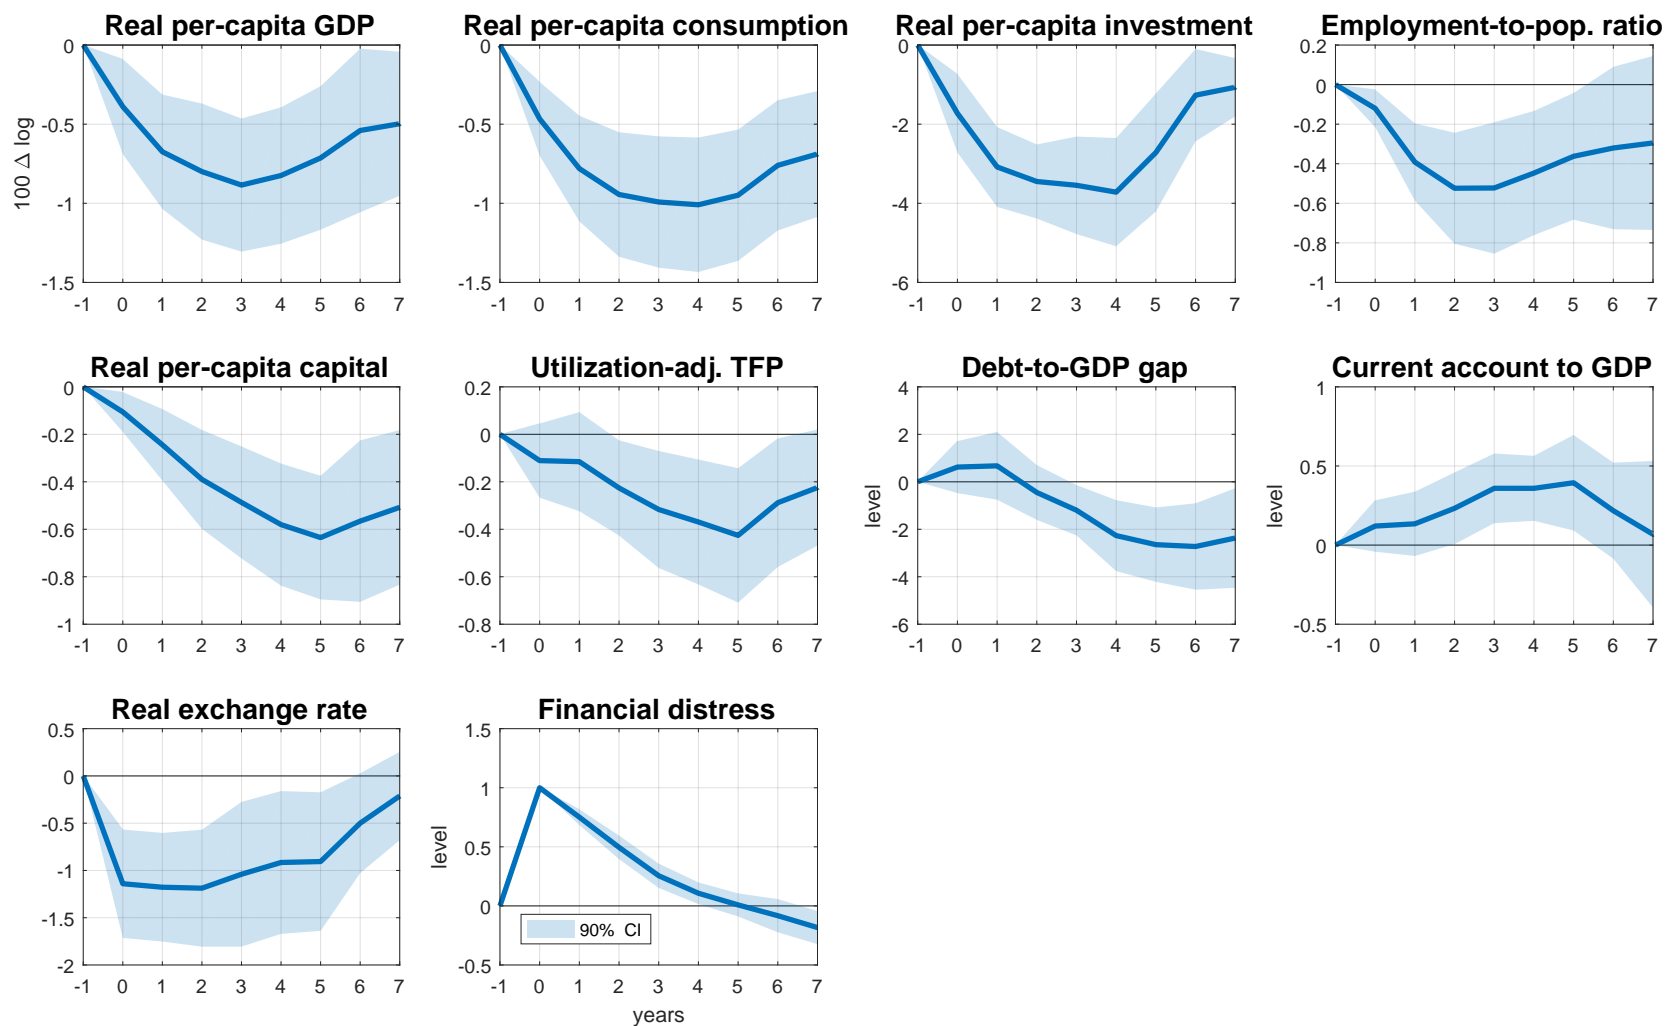 Real per-capita GDP
0
-0.5
-1
-1.5
100 Δ log
-1 0 1 2 3 4 5 6 7
Real per-capita consumption
0
-0.5
-1
-1.5
-1 0 1 2 3 4 5 6 7
Real per-capita investment
0
-2
-4
-6
-1 0 1 2 3 4 5 6 7
Employment-to-pop. ratio
0.2
0
-0.2
-0.4
-0.6
-0.8
-1
-1 0 1 2 3 4 5 6 7
Real per-capita capital
0
-0.2
-0.4
-0.6
-0.8
-1
-1 0 1 2 3 4 5 6 7
Utilization-adj. TFP
0.2
0
-0.2
-0.4
-0.6
-0.8
-1 0 1 2 3 4 5 6 7
Debt-to-GDP gap
4
2
0
-2
-4
-6
level
-1 0 1 2 3 4 5 6 7
Current account to GDP
1
0.5
0
-0.5
level
-1 0 1 2 3 4 5 6 7
Real exchange rate
0.5
0
-0.5
-1
-1.5
-2
-1 0 1 2 3 4 5 6 7
Financial distress
1.5
1
0.5
0
-0.5
level
90% CI
-1 0 1 2 3 4 5 6 7
years